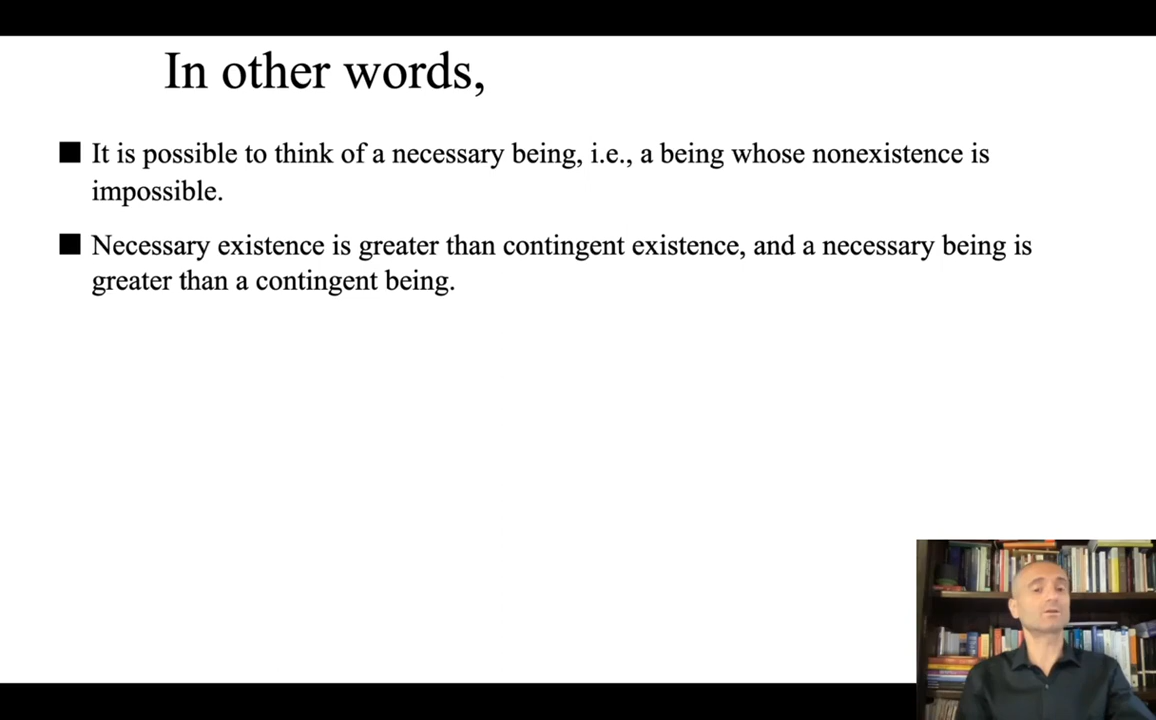 In other words,
■ It is possible to think of a necessary being, i.e., a being whose nonexistence is
impossible.
■ Necessary existence is greater than contingent existence, and a necessary being is
greater than a contingent being.